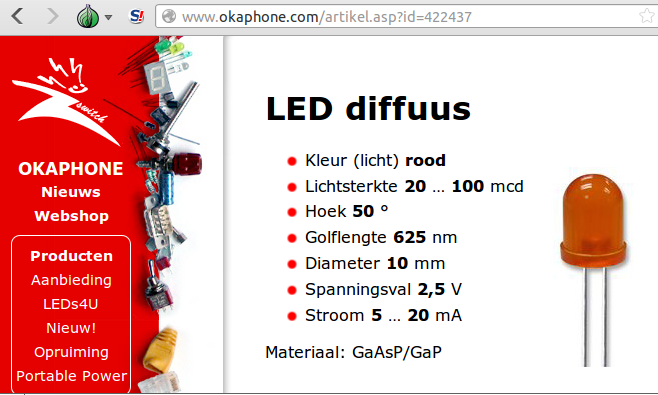 www.okaphone.com/artikel.asp?id=422437
switch
OKAPHONE
Nieuws
Webshop
Producten
Aanbieding
LEDs4U
Nieuw!
Opruiming
Portable Power
LED diffuus
Kleur (licht) rood
Lichtsterkte 20 ... 100 mcd
Hoek 50 °
Golflengte 625 nm
Diameter 10 mm
Spanningsval 2,5 V
Stroom 5 ... 20 mA
Materiaal: GaAsP/GaP